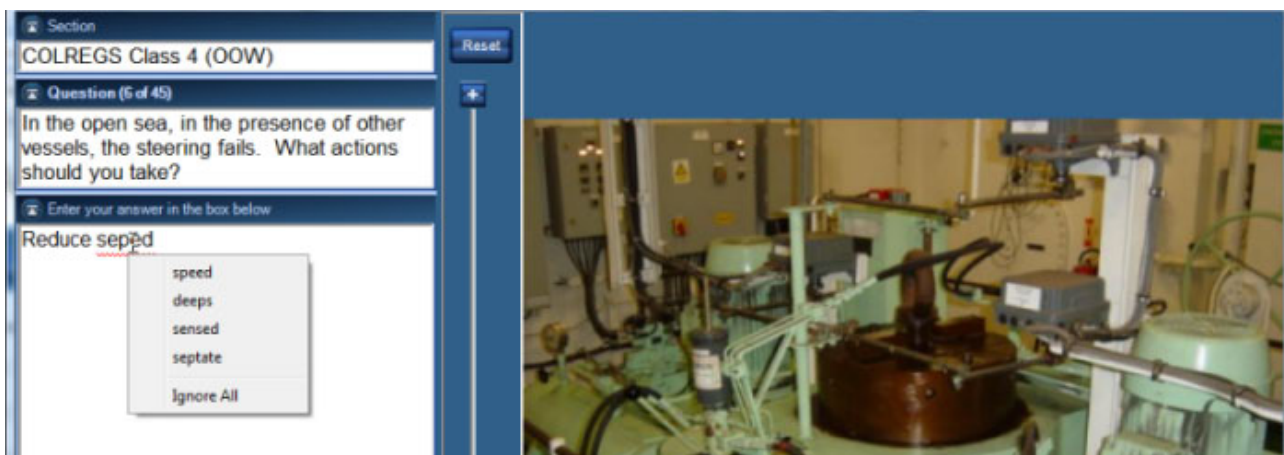 Section
COLREGS Class 4 (OOW)
Reset
Question (6 of 45)
In the open sea, in the presence of other
vessels, the steering fails.  What actions
should you take?
Enter your answer in the box below
Reduce seped
speed
deeps
sensed
septate
Ignore All